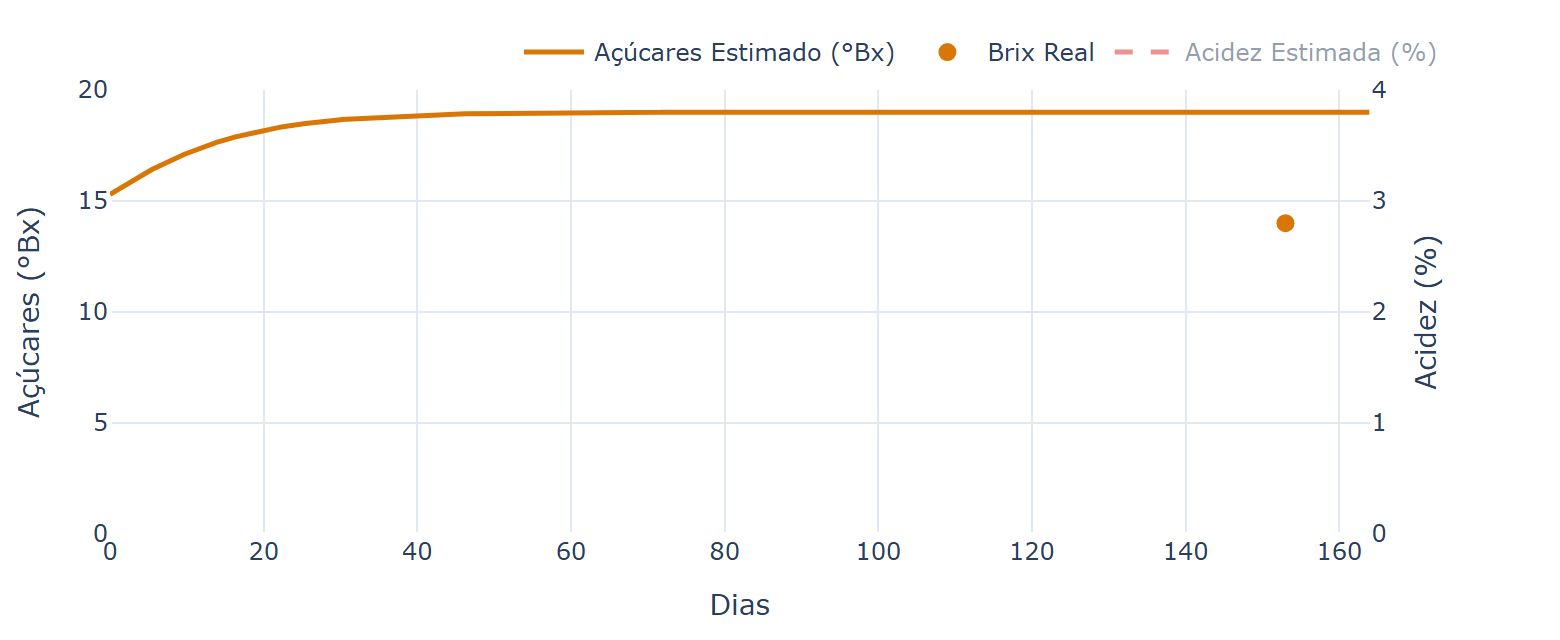 Açúcares Estimado (°Bx) Brix Real Acidez Estimada (%)
20 4
15 3
10 2
5 1
0 0
Açúcares (°Bx)
Acidez (%)
0 20 40 60 80 100 120 140 160
Dias